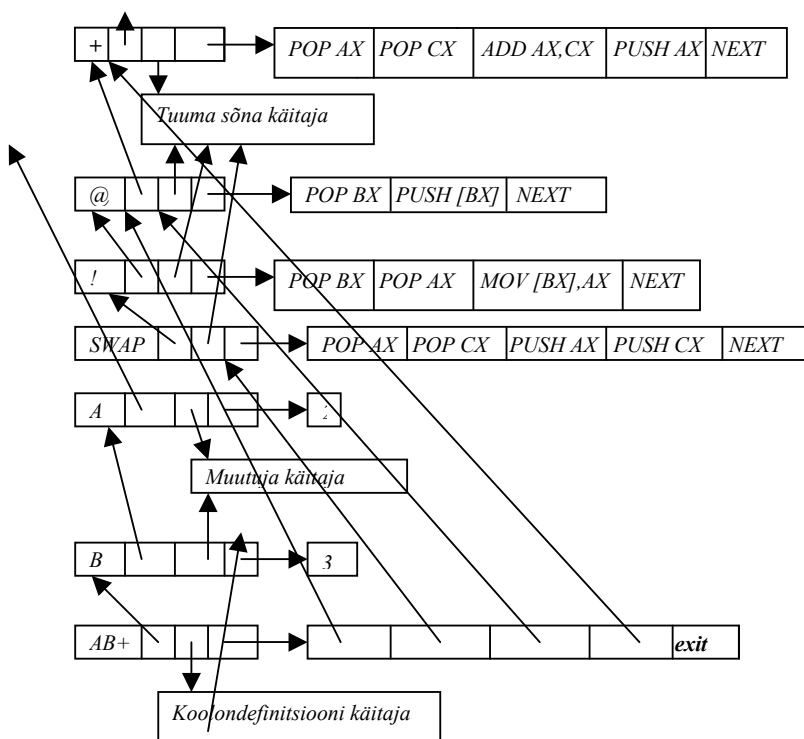 + POP AX POP CX ADD AX,CX PUSH AX NEXT
Tuuma sõna käitaja
@ POP BX PUSH [BX] NEXT
! POP BX POP AX MOV [BX],AX NEXT
SWAP POP AX POP CX PUSH AX PUSH CX NEXT
A 2
Muutuja käitaja
B 3
AB+ exit
Koolondefinitsiooni käitaja